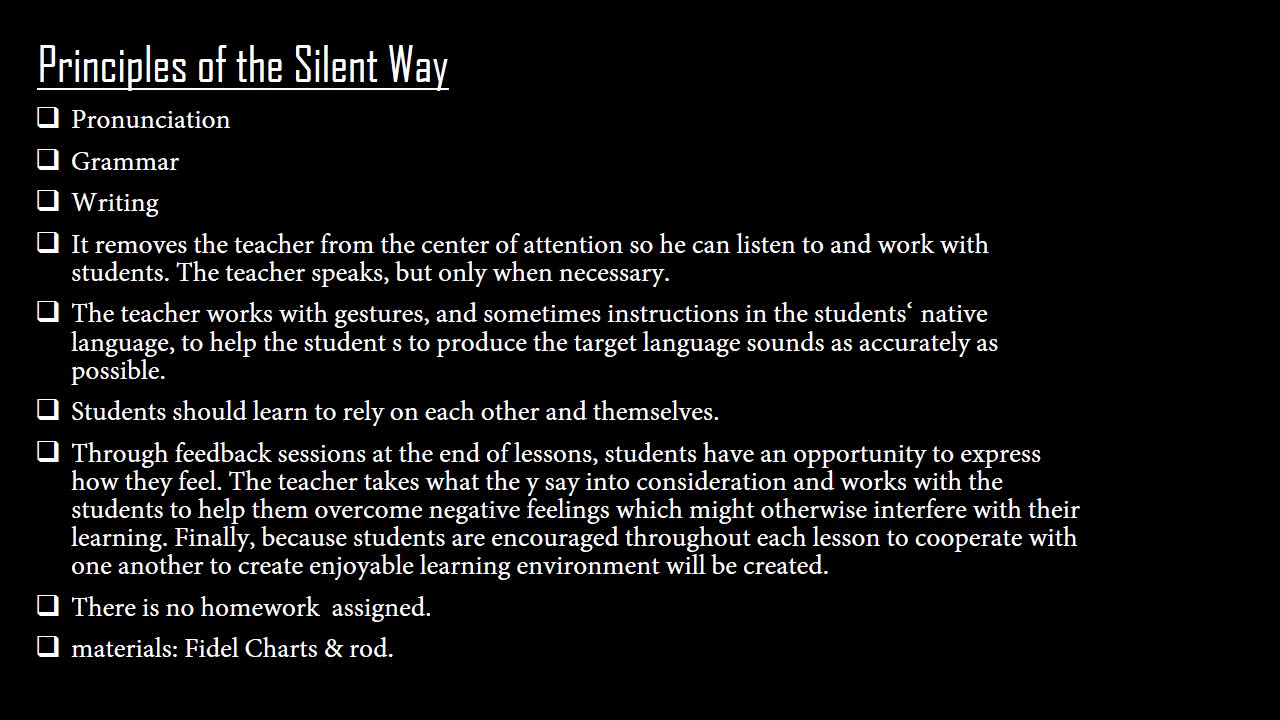 Principles of the Silent Way
❑ Pronunciation
❑ Grammar
❑ Writing
❑ It removes the teacher from the center of attention so he can listen to and work with
students. The teacher speaks, but only when necessary.
❑ The teacher works with gestures, and sometimes instructions in the students‘ native
language, to help the student s to produce the target language sounds as accurately as
possible.
❑ Students should learn to rely on each other and themselves.
❑ Through feedback sessions at the end of lessons, students have an opportunity to express
how they feel. The teacher takes what the y say into consideration and works with the
students to help them overcome negative feelings which might otherwise interfere with their
learning. Finally, because students are encouraged throughout each lesson to cooperate with
one another to create enjoyable learning environment will be created.
❑ There is no homework  assigned.
❑ materials: Fidel Charts & rod.